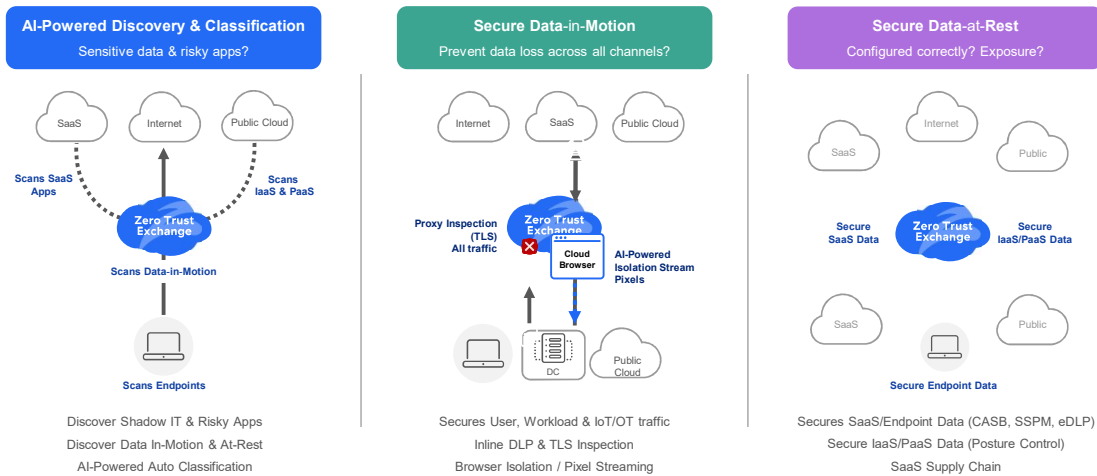 AI-Powered Discovery & Classification
Sensitive data & risky apps?
SaaS
Internet
Public Cloud
Scans SaaS
Apps
Scans
IaaS & PaaS
Zero Trust
Exchange
Scans Data-in-Motion
Scans Endpoints
Discover Shadow IT & Risky Apps
Discover Data In-Motion & At-Rest
AI-Powered Auto Classification
Secure Data-in-Motion
Prevent data loss across all channels?
Internet
SaaS
Public Cloud
Proxy Inspection
(TLS)
All traffic
Zero Trust
Exchange
Cloud
Browser
AI-Powered
Isolation Stream
Pixels
DC
Public
Cloud
Secures User, Workload & IoT/OT traffic
Inline DLP & TLS Inspection
Browser Isolation / Pixel Streaming
Secure Data-at-Rest
Configured correctly? Exposure?
Internet
SaaS
Public
Secure
SaaS Data
Zero Trust
Exchange
Secure
IaaS/PaaS Data
SaaS
Public
Secure Endpoint Data
Secures SaaS/Endpoint Data (CASB, SSPM, eDLP)
Secure IaaS/PaaS Data (Posture Control)
SaaS Supply Chain